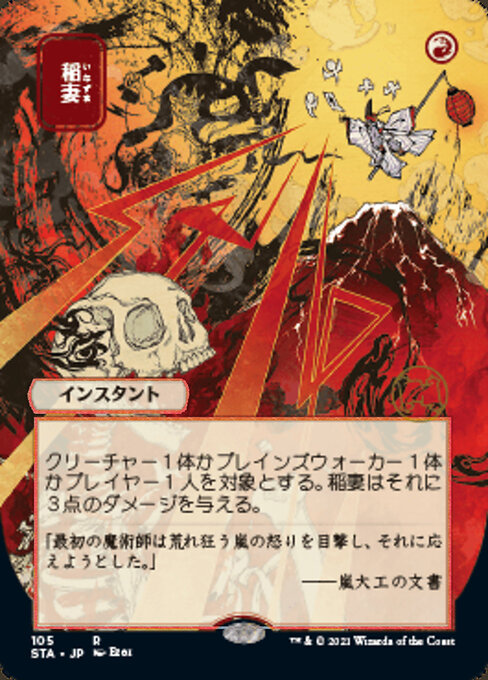 いなずま
稲妻
インスタント
クリーチャー1体かプレインズウォーカー1体
かプレイヤー1人を対象とする。稲妻はそれに
3点のダメージを与える。
「最初の魔術師は荒れ狂う嵐の怒りを目撃し、それに応
えようとした。」
――嵐大工の文書
105 R
STA • JP Ezoi
™ & © 2021 Wizards of the Coast